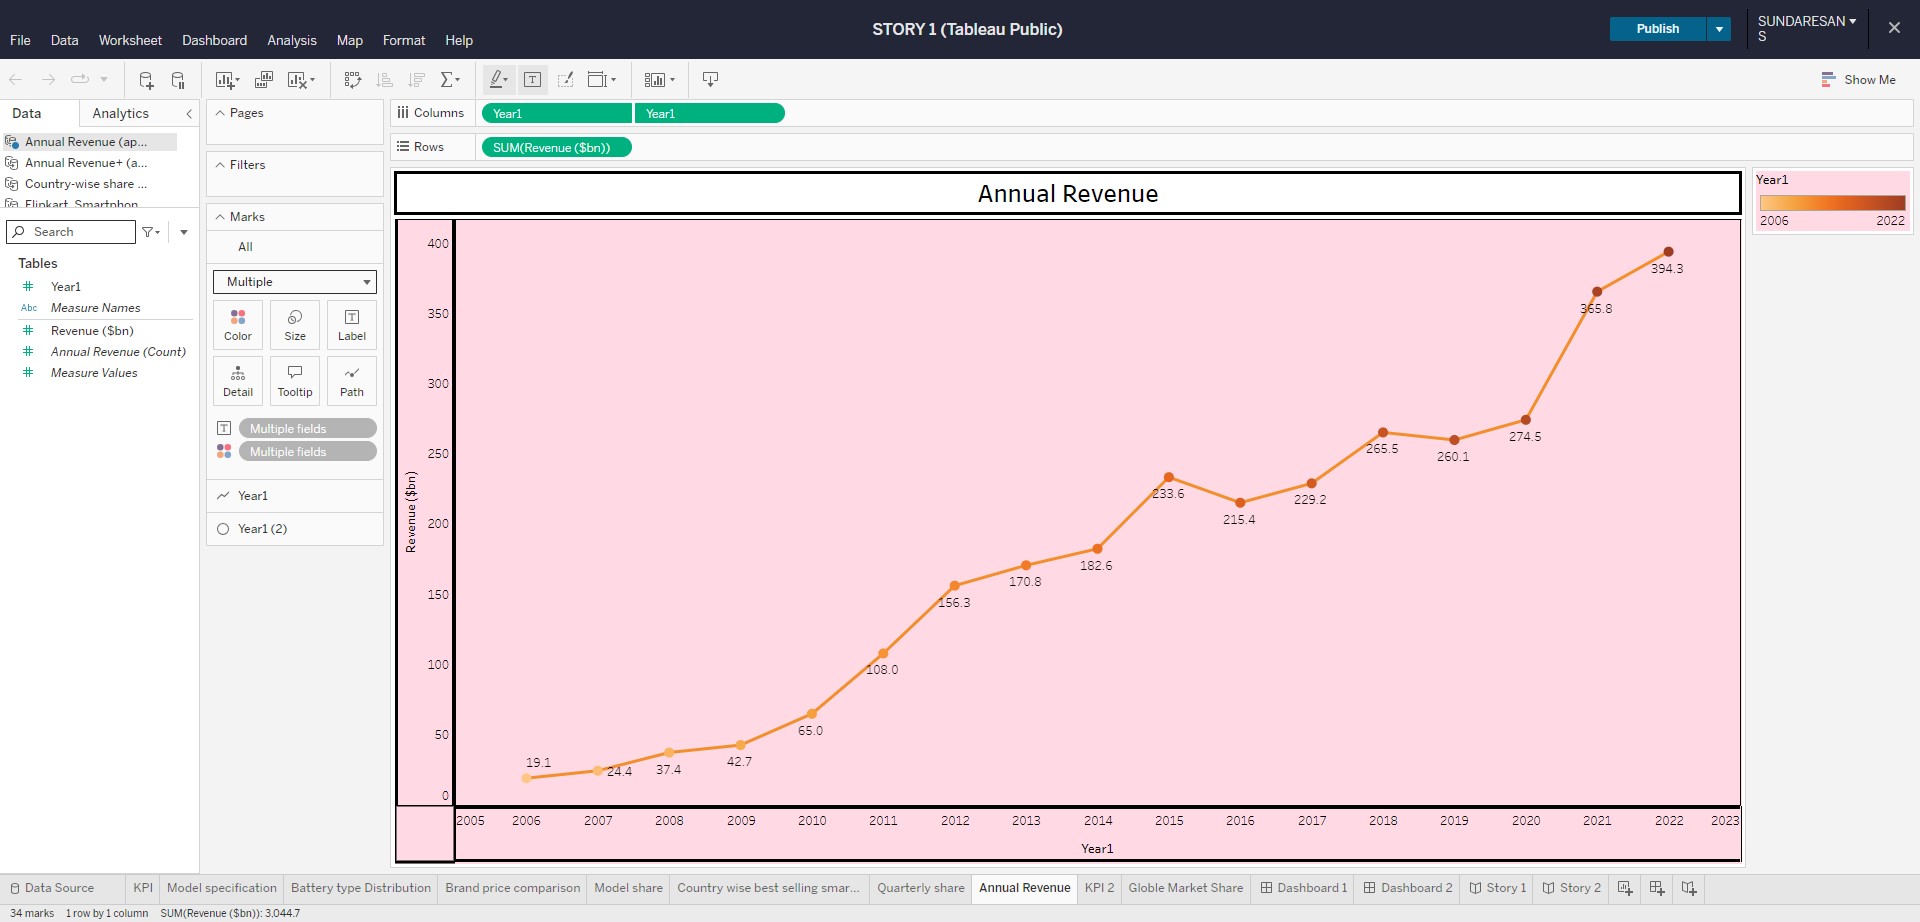 STORY 1 (Tableau Public)
Publish
SUNDARESAN
S
File Data Worksheet Dashboard Analysis Map Format Help
Show Me
Data Analytics
Annual Revenue (ap...
Annual Revenue+ (a...
Country-wise share ...
Flipkart Smartphon
Search
Tables
Year1
Abc Measure Names
Revenue ($bn)
Annual Revenue (Count)
Measure Values
Pages
Filters
Marks
All
Multiple
Color Size Label
Detail Tooltip Path
Multiple fields
Multiple fields
Year1
Year1 (2)
Columns Year1 Year1
Rows SUM(Revenue ($bn))
Annual Revenue
Revenue ($bn)
400
350
300
250
200
150
100
50
0
19.1
24.4
37.4
42.7
65.0
108.0
156.3
170.8
182.6
233.6
215.4
229.2
265.5
260.1
274.5
365.8
394.3
2005 2006 2007 2008 2009 2010 2011 2012 2013 2014 2015 2016 2017 2018 2019 2020 2021 2022 2023
Year1
Year1
2006 2022
Data Source KPI Model specification Battery type Distribution Brand price comparison Model share Country wise best selling smar... Quarterly share Annual Revenue KPI 2 Globle Market Share Dashboard 1 Dashboard 2 Story 1 Story 2
34 marks 1 row by 1 column SUM(Revenue ($bn)): 3,044.7